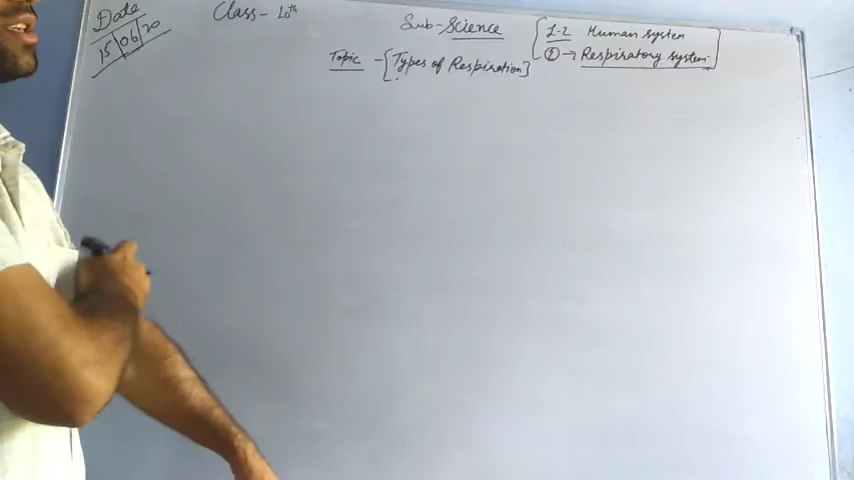 Date
15/06/20
Class- 10th
Sub-Science
L-2 Human system
② → Respiratory system
Topic - [Types of Respiration]